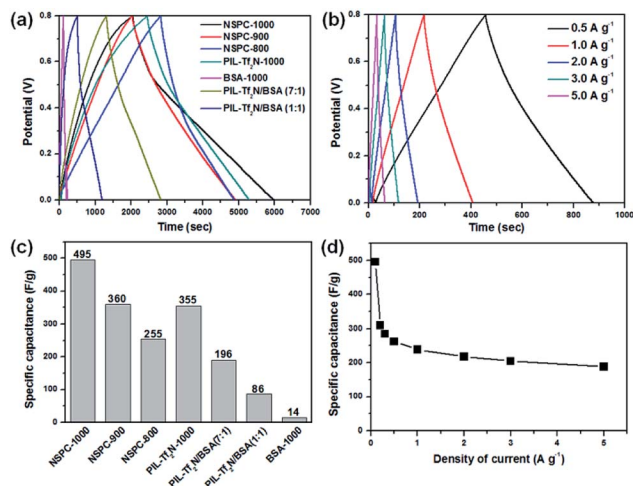 (a)
Potential (V)
0.8
0.6
0.4
0.2
0.0
NSPC-1000
NSPC-900
NSPC-800
PIL-Tf2N-1000
BSA-1000
PIL-Tf2N/BSA (7:1)
PIL-Tf2N/BSA (1:1)
0 1000 2000 3000 4000 5000 6000 7000
Time (sec)
(b)
Potential (V)
0.8
0.6
0.4
0.2
0.0
0.5 A g-1
1.0 A g-1
2.0 A g-1
3.0 A g-1
5.0 A g-1
0 200 400 600 800 1000
Time (sec)
(c)
Specific capacitance (F/g)
500
400
300
200
100
0
495
360
255
355
196
86
14
NSPC-1000
NSPC-900
NSPC-800
PIL-Tf2N-1000
PIL-Tf2N/BSA(7:1)
PIL-Tf2N/BSA(1:1)
BSA-1000
(d)
Specific capacitance (F/g)
500
400
300
200
100
0
0 1 2 3 4 5
Density of current (A g-1)